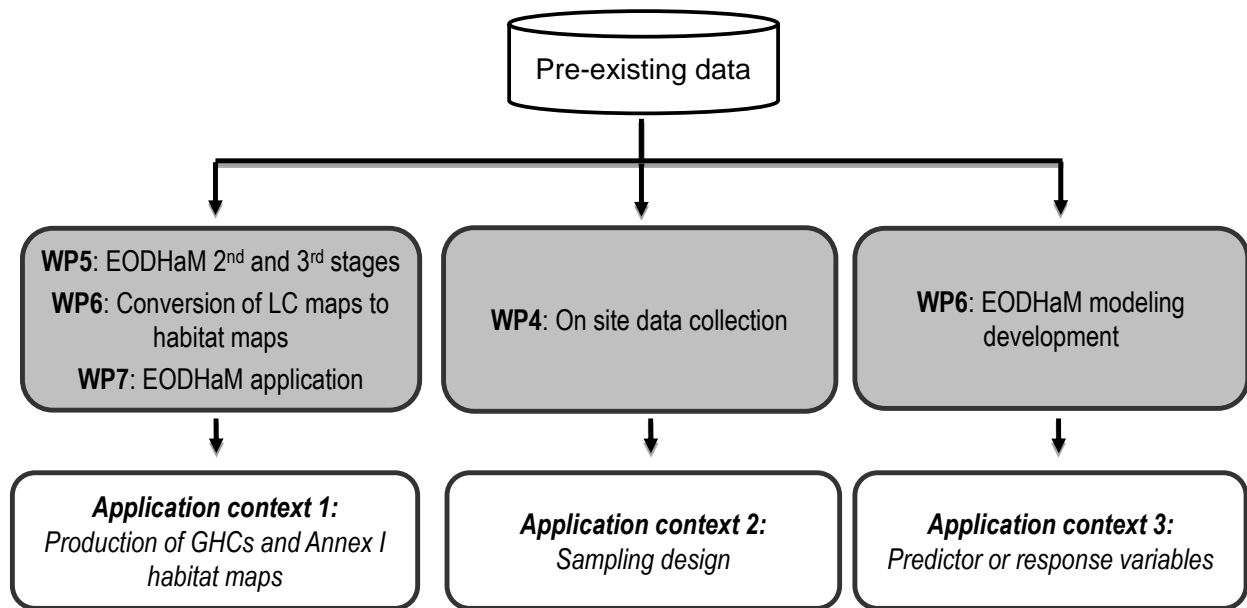 Pre-existing data
WP5: EODHaM 2nd and 3rd stages
WP6: Conversion of LC maps to
habitat maps
WP7: EODHaM application
WP4: On site data collection
WP6: EODHaM modeling
development
Application context 1:
Production of GHCs and Annex I
habitat maps
Application context 2:
Sampling design
Application context 3:
Predictor or response variables